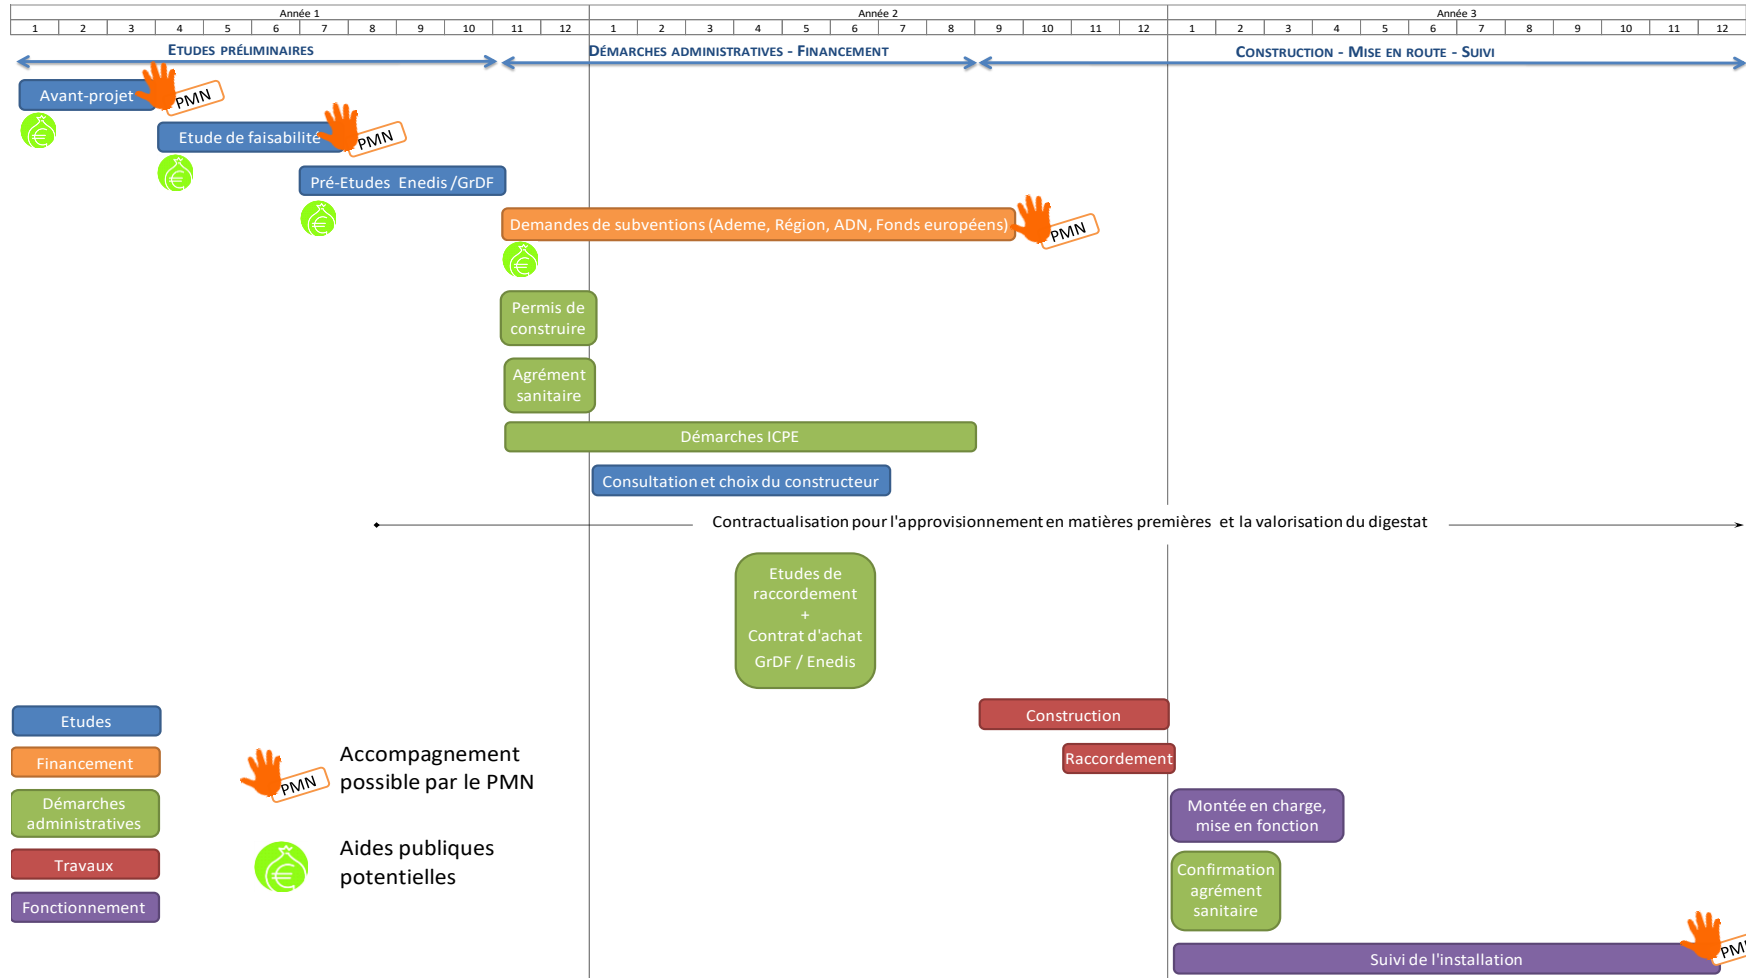 Année 1 Année 2 Année 3
1 2 3 4 5 6 7 8 9 10 11 12 1 2 3 4 5 6 7 8 9 10 11 12 1 2 3 4 5 6 7 8 9 10 11 12
ETUDES PRÉLIMINAIRES DÉMARCHES ADMINISTRATIVES - FINANCEMENT CONSTRUCTION - MISE EN ROUTE - SUIVI
Avant-projet PMN
Etude de faisabilité PMN
Pré-Etudes Enedis /GrDF
Demandes de subventions (Ademe, Région, ADN, Fonds européens) PMN
Permis de
construire
Agrément
sanitaire
Démarches ICPE
Consultation et choix du constructeur
Contractualisation pour l'approvisionnement en matières premières et la valorisation du digestat
Etudes de
raccordement
+
Contrat d'achat
GrDF / Enedis
Construction
Raccordement
Montée en charge,
mise en fonction
Confirmation
agrément
sanitaire
Suivi de l'installation PMN
Etudes
Financement
Démarches
administratives
Travaux
Fonctionnement
PMN
Accompagnement
possible par le PMN
€
Aides publiques
potentielles